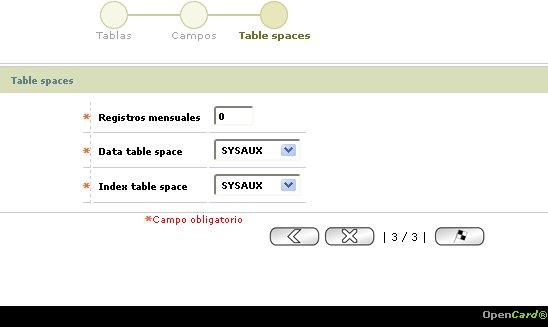 Tablas Campos Table spaces
Table spaces
* Registros mensuales 0
* Data table space SYSAUX
* Index table space SYSAUX
*Campo obligatorio
| 3 / 3 |
OpenCard®